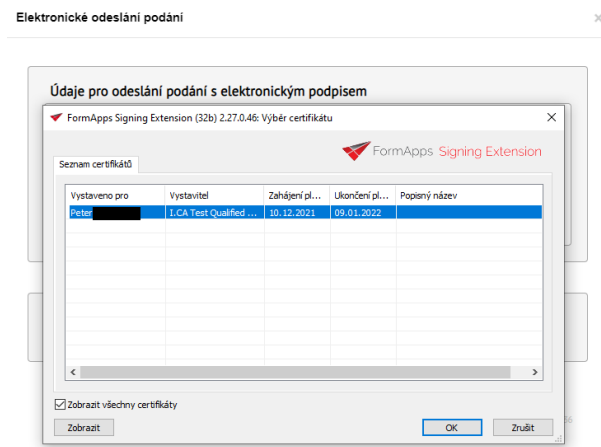 Elektronické odeslání podání
Údaje pro odeslání podání s elektronickým podpisem
FormApps Signing Extension (32b) 2.27.0.46: Výběr certifikátu
FormApps Signing Extension
Seznam certifikátů
Vystaveno pro Vystavitel Zahájení pl... Ukončení pl... Popisný název
Peter I.CA Test Qualified ... 10.12.2021 09.01.2022
Zobrazit všechny certifikáty
Zobrazit OK Zrušit